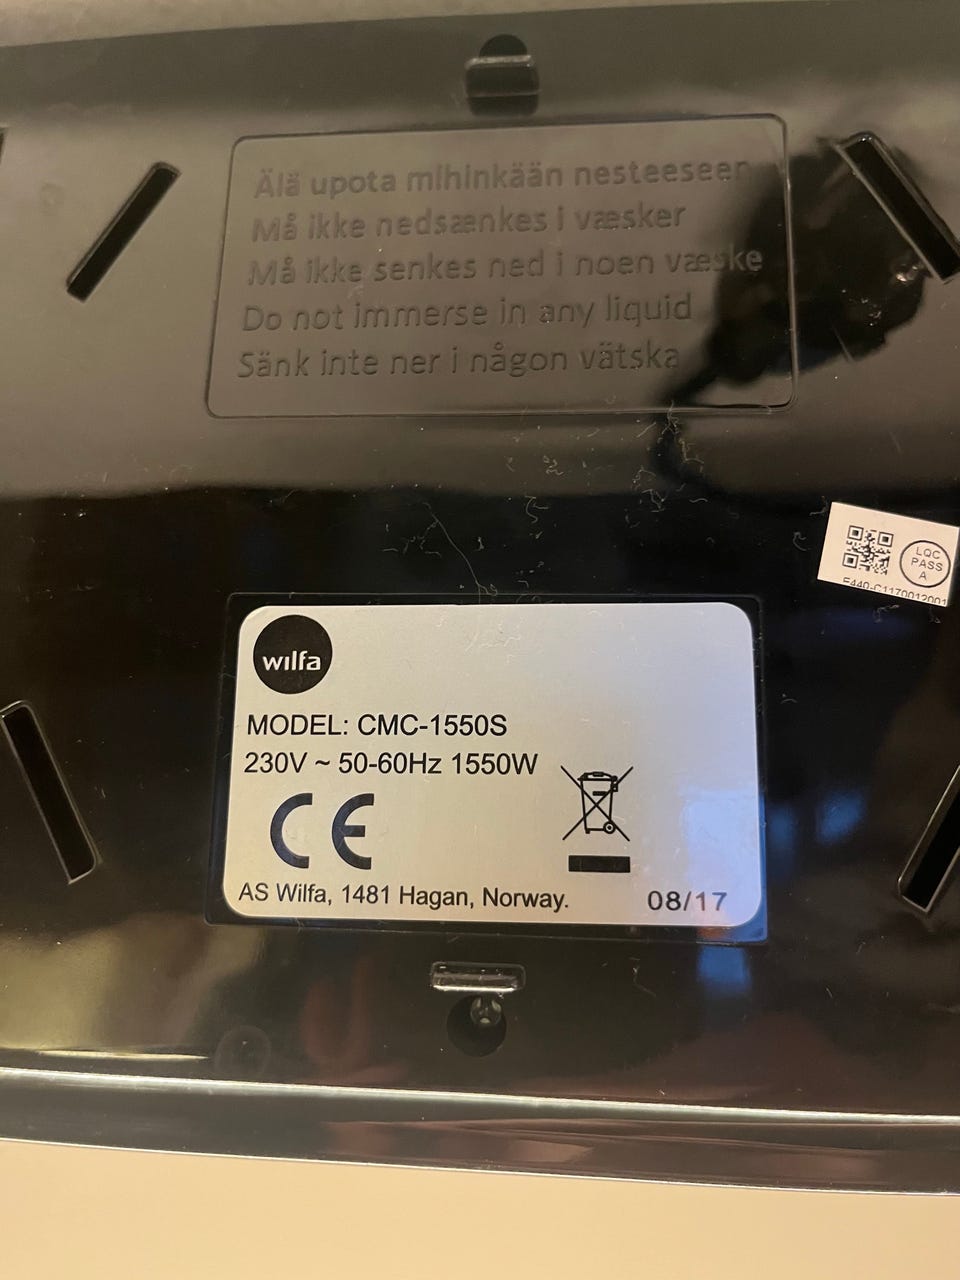 Älä upota mihinkään nesteeseen
Må ikke nedsænkes i væsker
Må ikke senkes ned i noen væske
Do not immerse in any liquid
Sänk inte ner i någon vätska
LQC
PASS
A
wilfa
MODEL: CMC-1550S
230V ~ 50-60Hz 1550W
CE
AS Wilfa, 1481 Hagan, Norway.
08/17